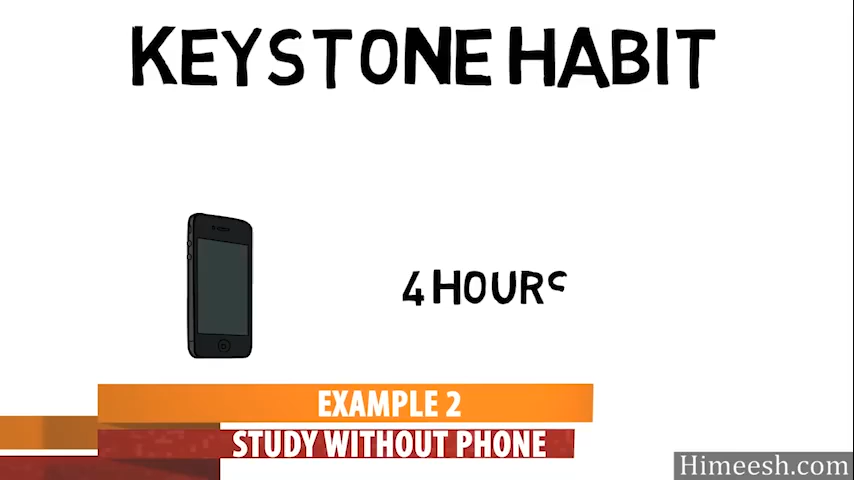 KEYSTONE HABIT
4 HOURS
EXAMPLE 2
STUDY WITHOUT PHONE
Himeesh.com